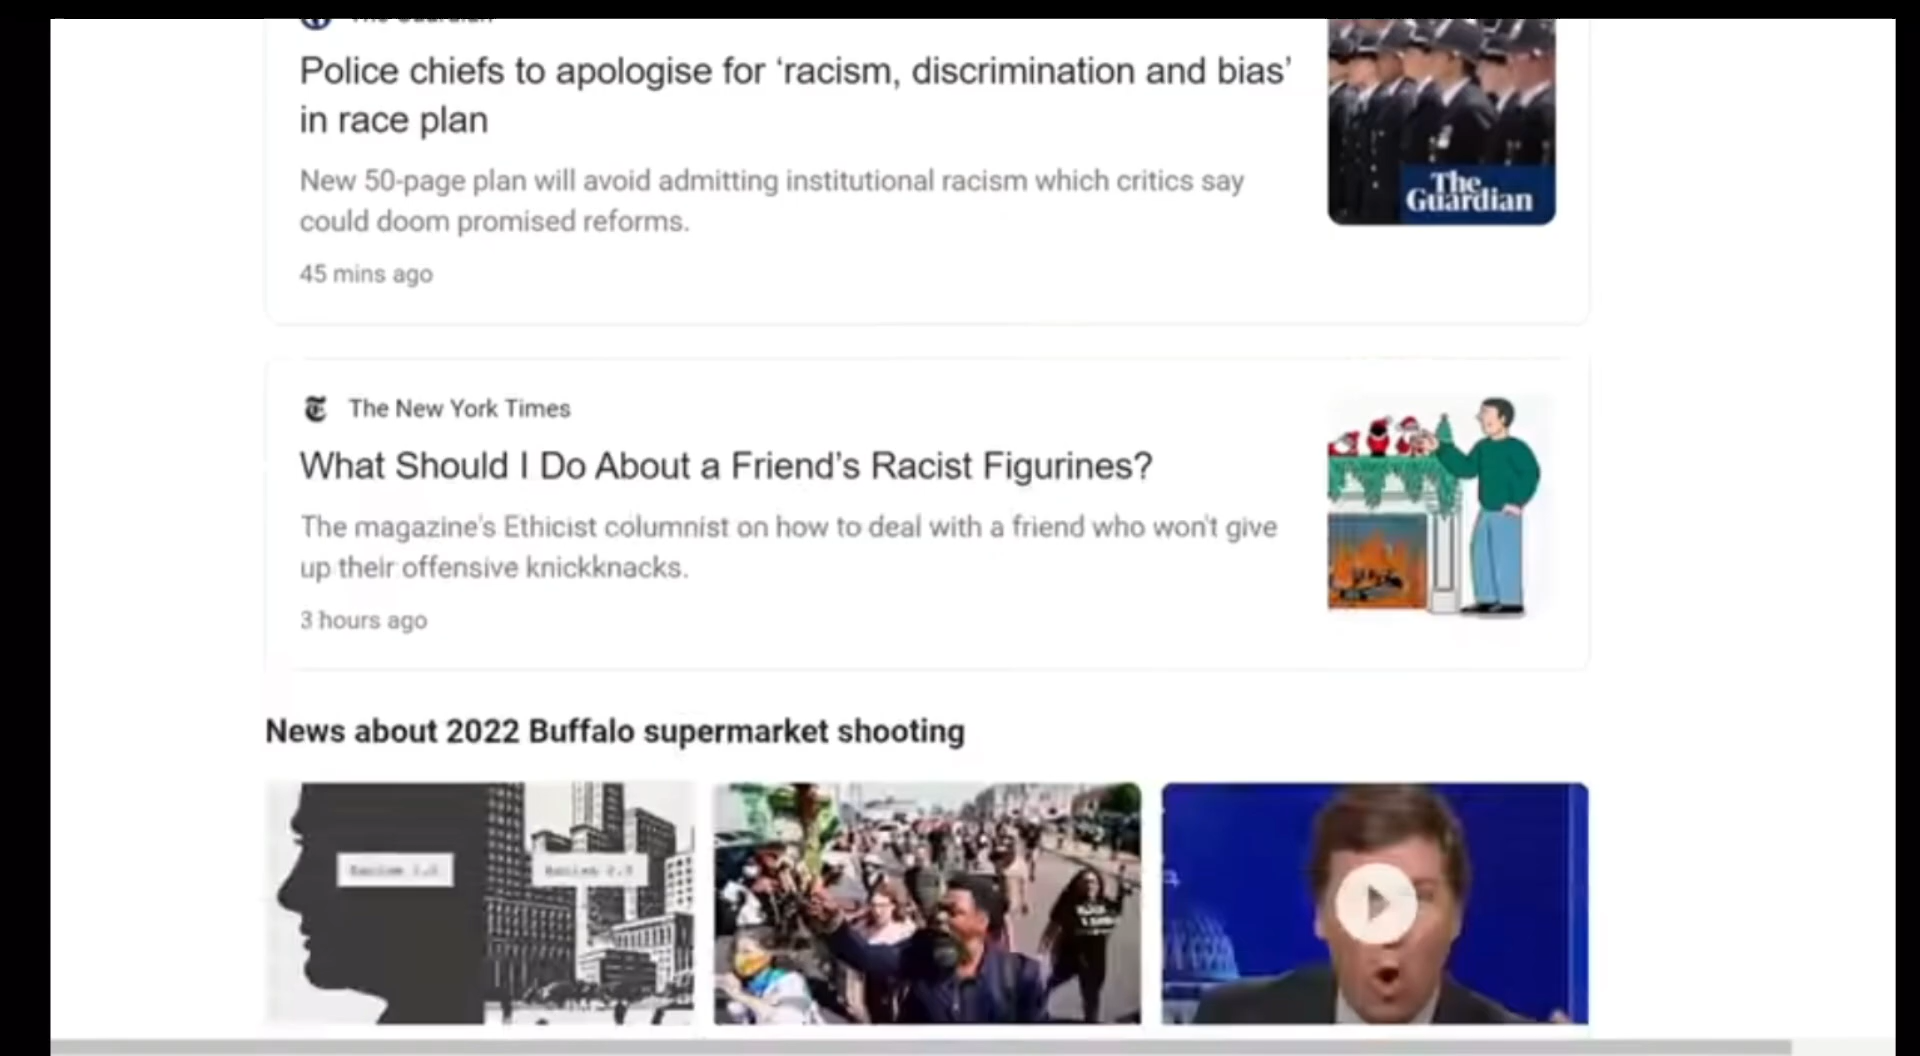 The Guardian
Police chiefs to apologise for ‘racism, discrimination and bias’
in race plan
New 50-page plan will avoid admitting institutional racism which critics say
could doom promised reforms.
45 mins ago
The
Guardian
The New York Times
What Should I Do About a Friend’s Racist Figurines?
The magazine's Ethicist columnist on how to deal with a friend who won't give
up their offensive knickknacks.
3 hours ago
News about 2022 Buffalo supermarket shooting